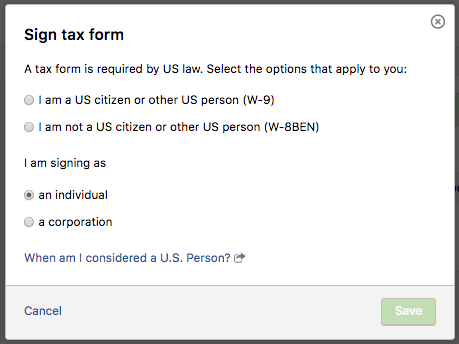 Sign tax form
A tax form is required by US law. Select the options that apply to you:
I am a US citizen or other US person (W-9)
I am not a US citizen or other US person (W-8BEN)
I am signing as
an individual
a corporation
When am I considered a U.S. Person?
Cancel
Save